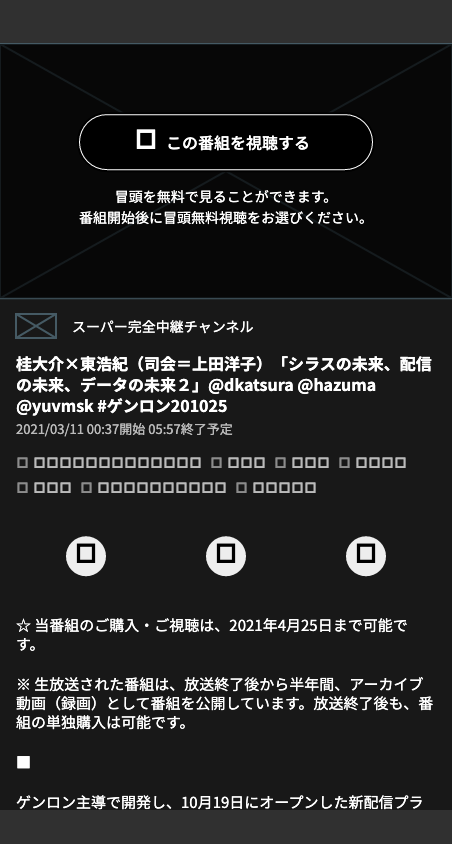 この番組を視聴する
冒頭を無料で見ることができます。
番組開始後に冒頭無料視聴をお選びください。
スーパー完全中継チャンネル
桂大介×東浩紀（司会＝上田洋子）「シラスの未来、配信
の未来、データの未来２」@dkatsura @hazuma
@yuvmsk #ゲンロン201025
2021/03/11 00:37開始 05:57終了予定
☆ 当番組のご購入・ご視聴は、2021年4月25日まで可能で
す。
※ 生放送された番組は、放送終了後から半年間、アーカイブ
動画（録画）として番組を公開しています。放送終了後も、番
組の単独購入は可能です。
■
ゲンロン主導で開発し、10月19日にオープンした新配信プラ